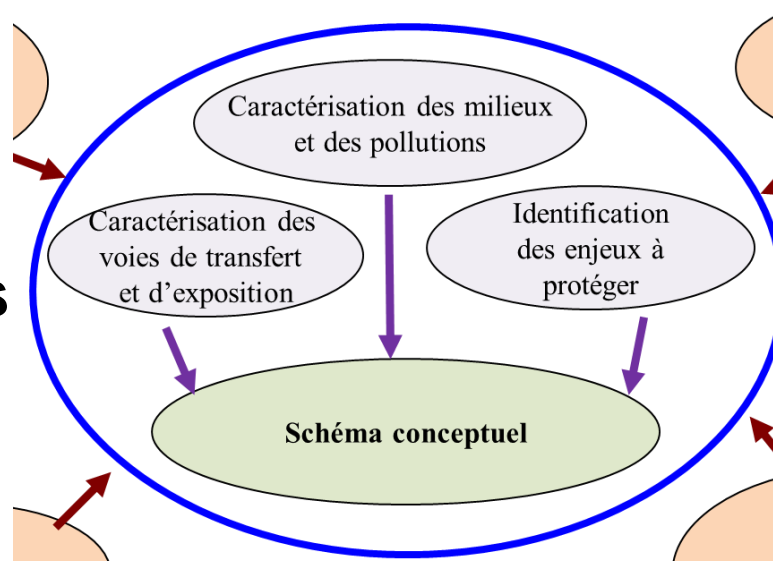 Caractérisation des milieux
et des pollutions
Caractérisation des
voies de transfert
et d’exposition
Identification
des enjeux à
protéger
s
Schéma conceptuel